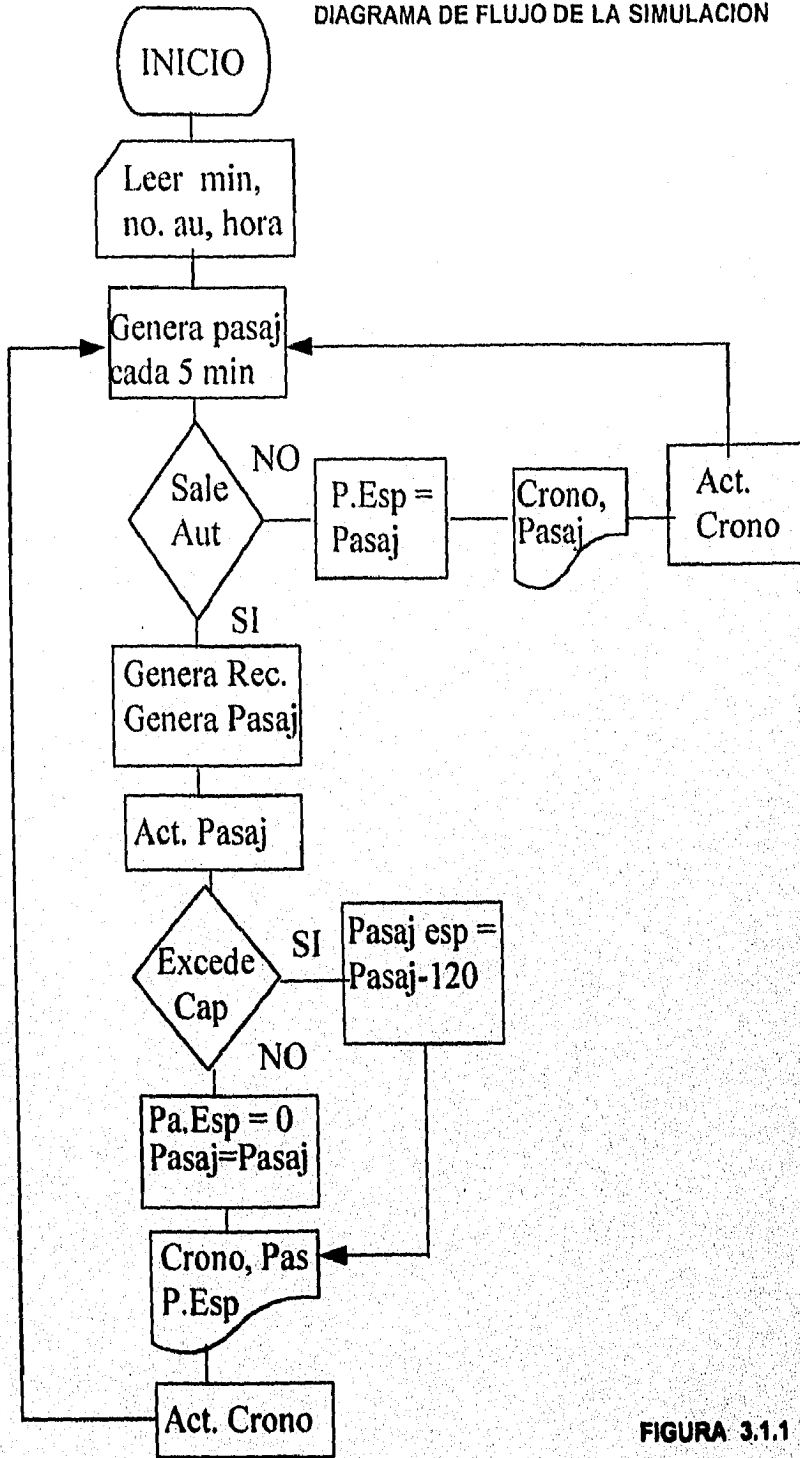 DIAGRAMA DE FLUJO DE LA SIMULACION
INICIO
Leer min,
no. au, hora
Genera pasaj
cada 5 min
Sale
Aut
NO
P.Esp =
Pasaj
Crono,
Pasaj
Act.
Crono
SI
Genera Rec.
Genera Pasaj
Act. Pasaj
Excede
Cap
SI
Pasaj esp =
Pasaj-120
NO
Pa.Esp = 0
Pasaj=Pasaj
Crono, Pas
P.Esp
Act. Crono
FIGURA 3.1.1